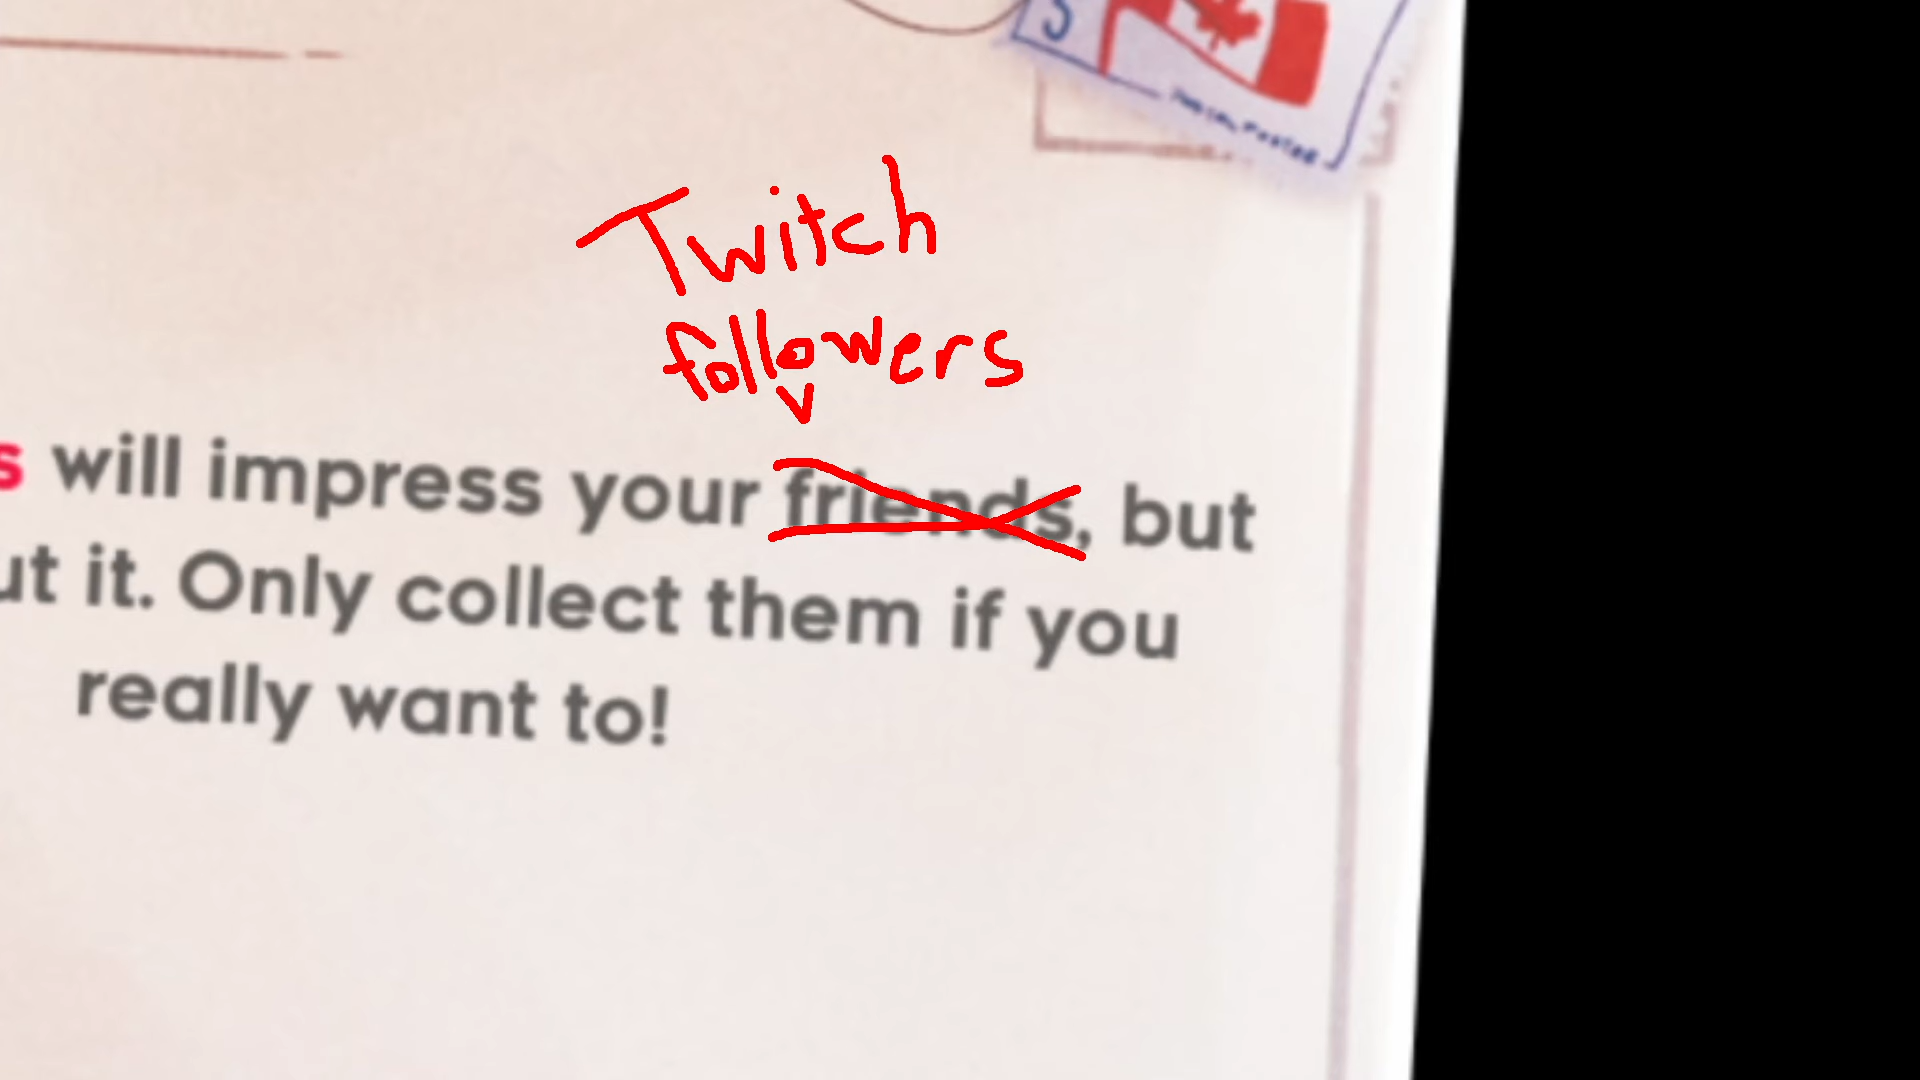 Twitch
followers
v
s will impress your friends, but
ut it. Only collect them if you
really want to!